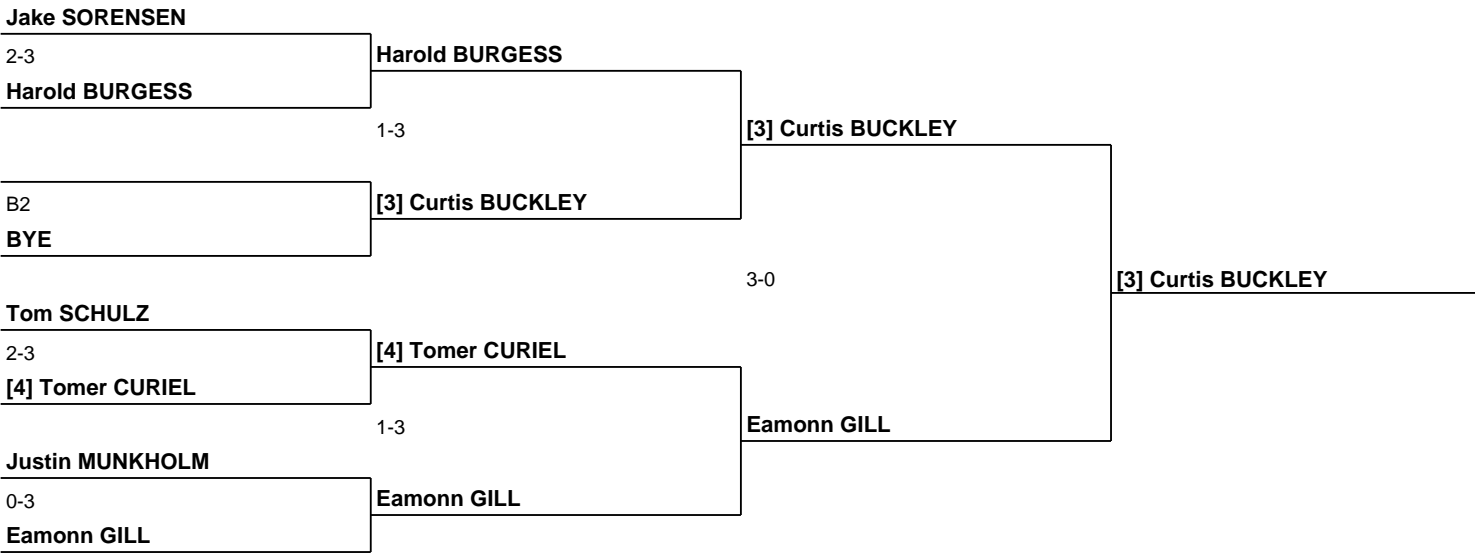 Jake SORENSEN
2-3
Harold BURGESS
Harold BURGESS
1-3
[3] Curtis BUCKLEY
B2
[3] Curtis BUCKLEY
BYE
3-0
[3] Curtis BUCKLEY
Tom SCHULZ
2-3
[4] Tomer CURIEL
[4] Tomer CURIEL
1-3
Eamonn GILL
Justin MUNKHOLM
0-3
Eamonn GILL
Eamonn GILL